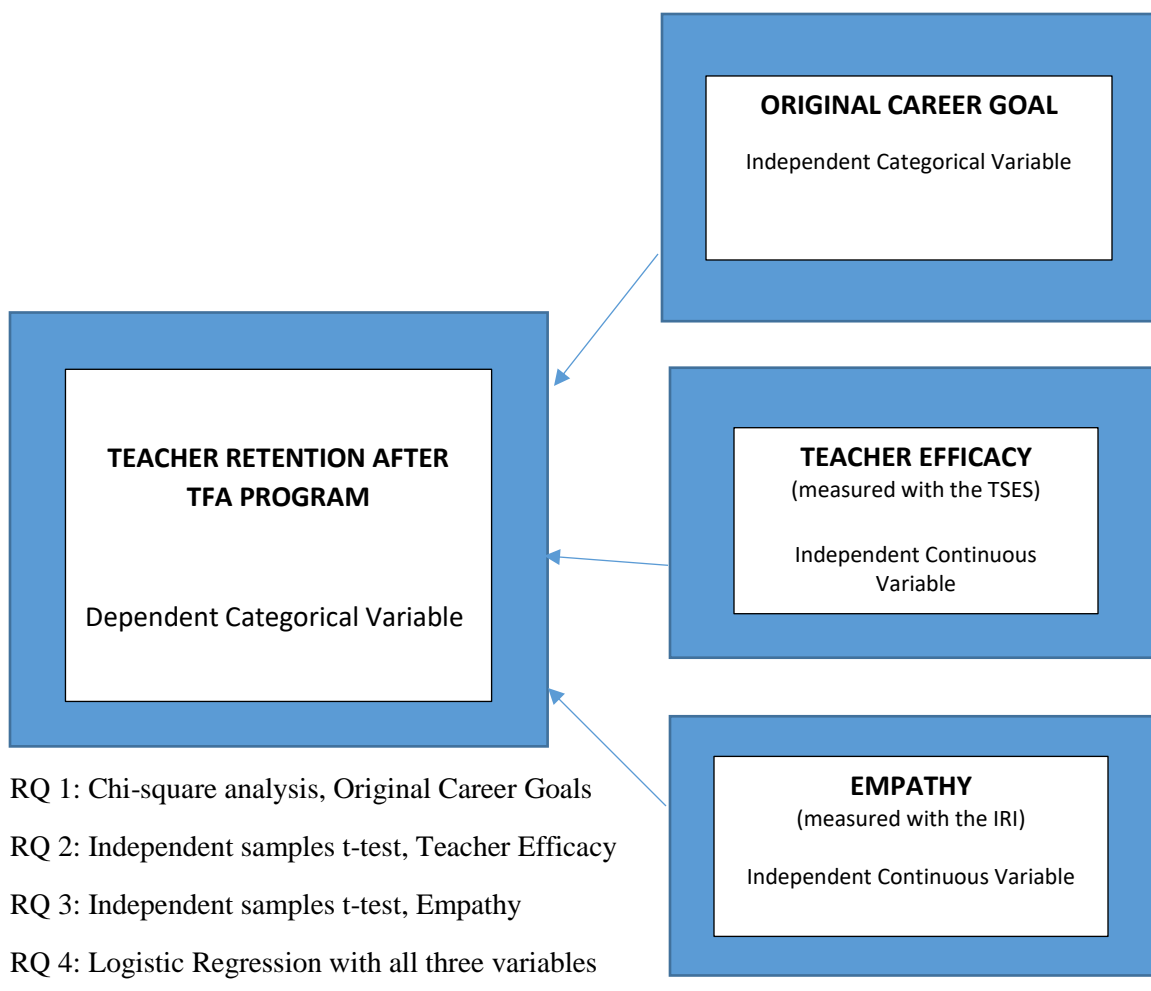 ORIGINAL CAREER GOAL
Independent Categorical Variable
TEACHER RETENTION AFTER
TFA PROGRAM
Dependent Categorical Variable
TEACHER EFFICACY
(measured with the TSES)
Independent Continuous
Variable
EMPATHY
(measured with the IRI)
Independent Continuous Variable
RQ 1: Chi-square analysis, Original Career Goals
RQ 2: Independent samples t-test, Teacher Efficacy
RQ 3: Independent samples t-test, Empathy
RQ 4: Logistic Regression with all three variables